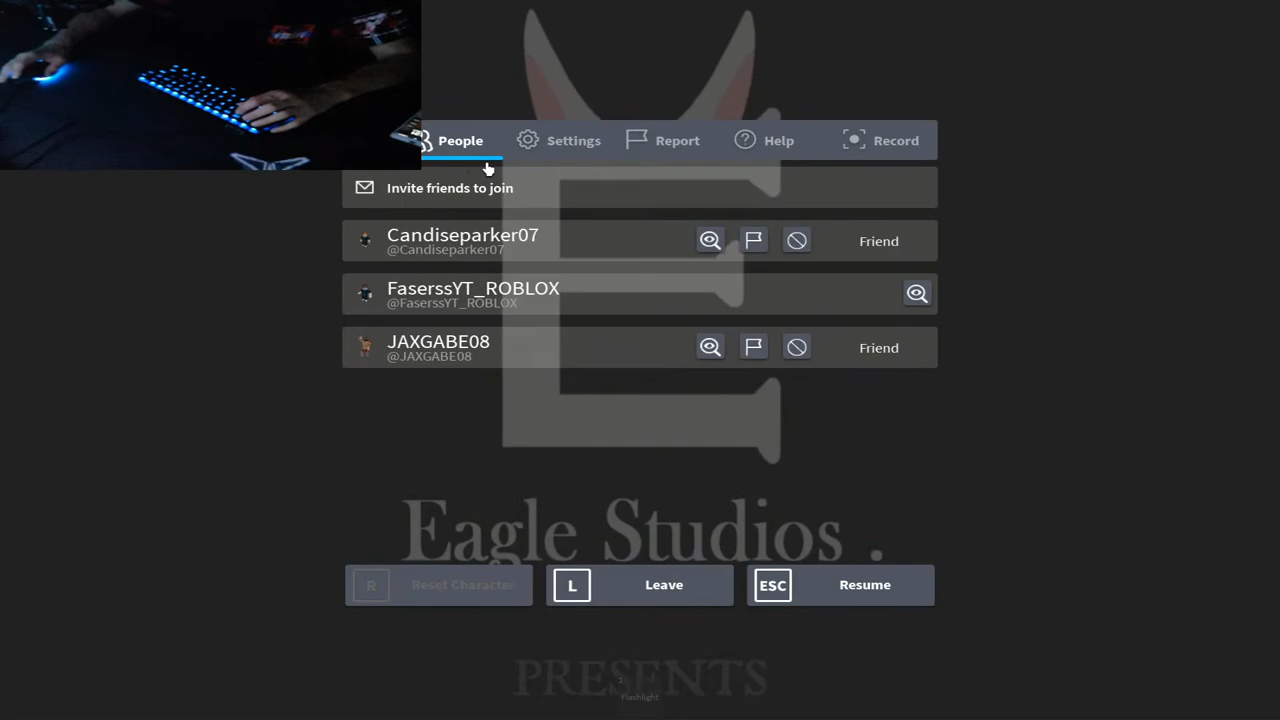 People Settings Report Help Record
Invite friends to join
Candiseparker07
@Candiseparker07
Friend
FaserssYT_ROBLOX
@FaserssYT_ROBLOX
JAXGABE08
@JAXGABE08
Friend
E
Eagle Studios .
R Reset Character L Leave ESC Resume
PRESENTS
1
Flashlight